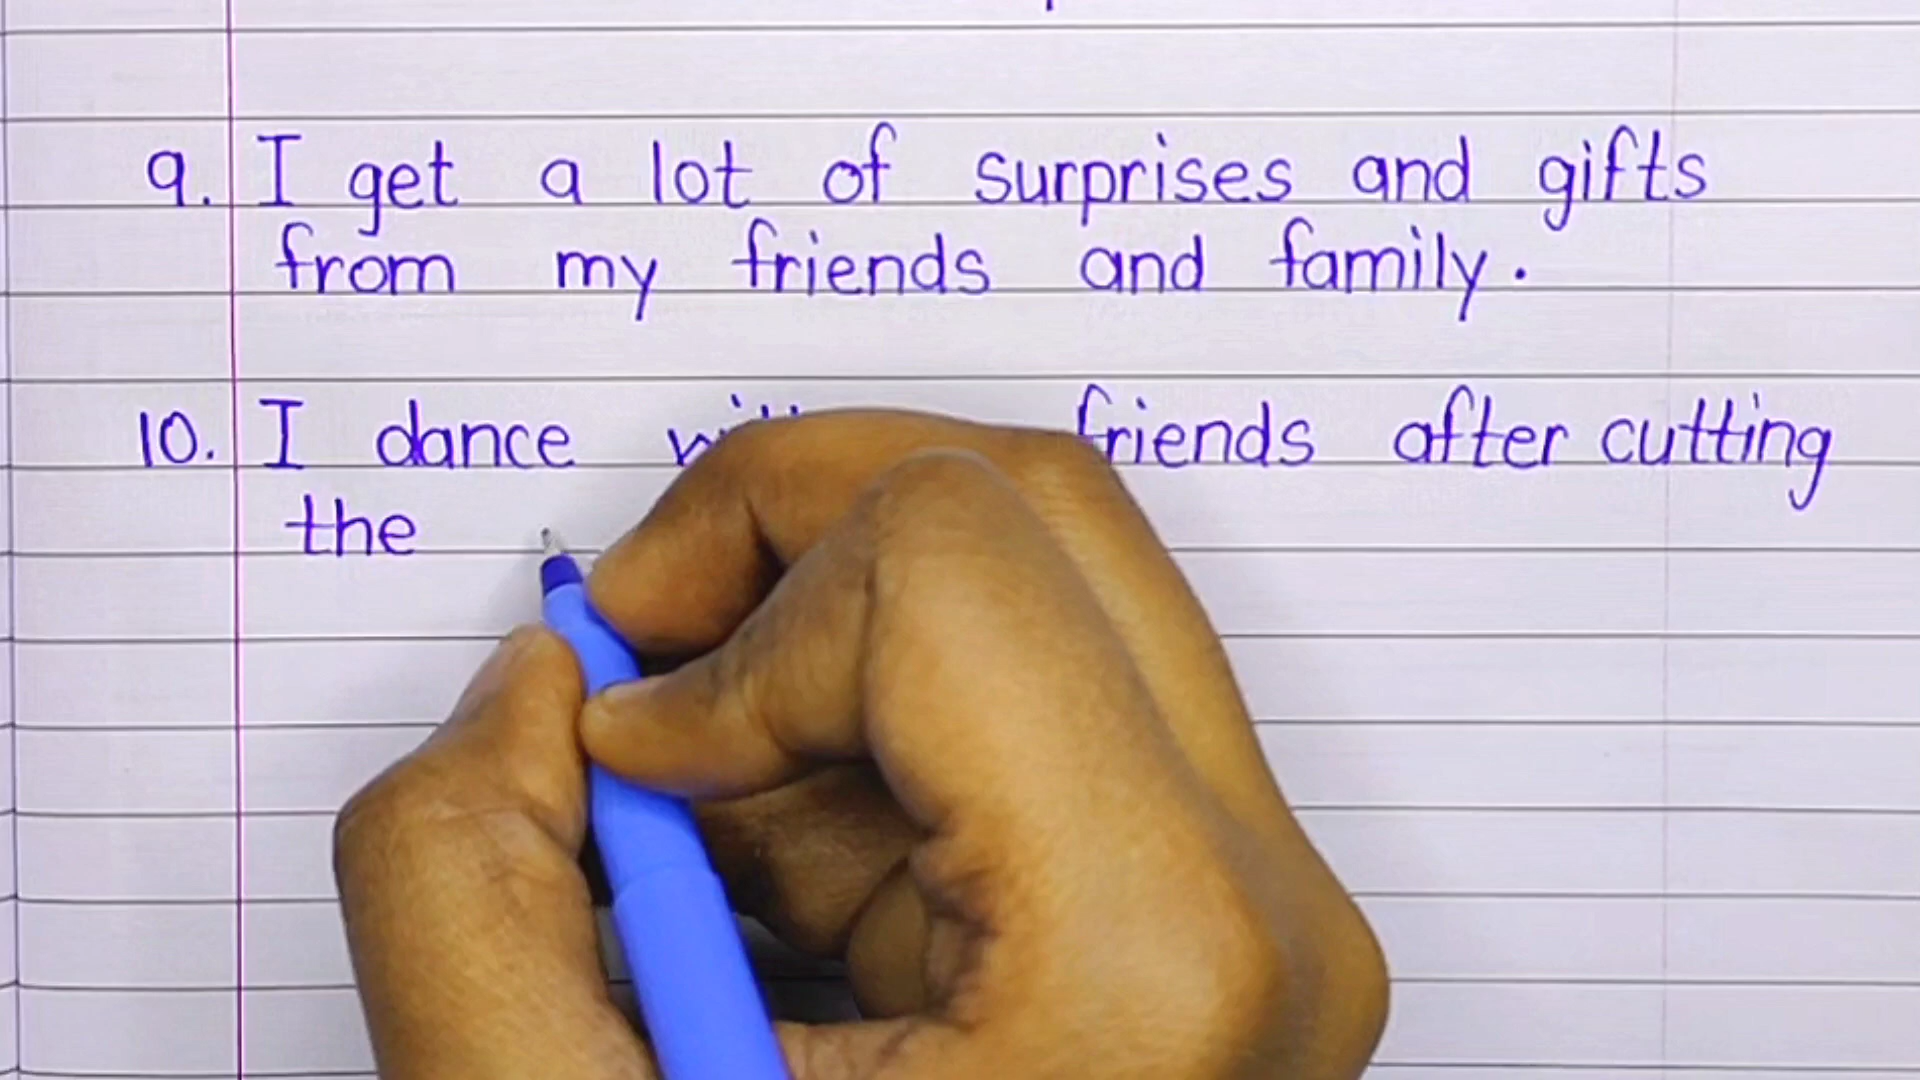 9. I get a lot of surprises and gifts
from my friends and family.
10. I dance friends after cutting
the